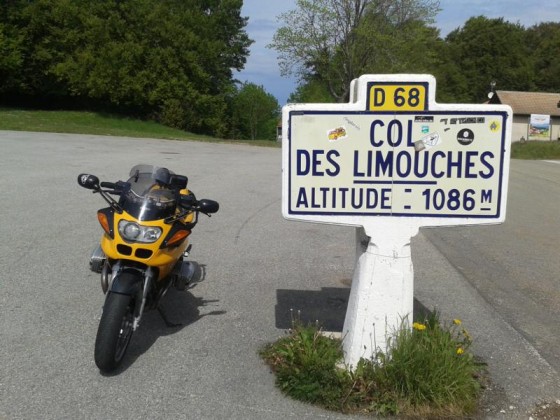 D 68
COL
DES LIMOUCHES
ALTITUDE - 1086 M